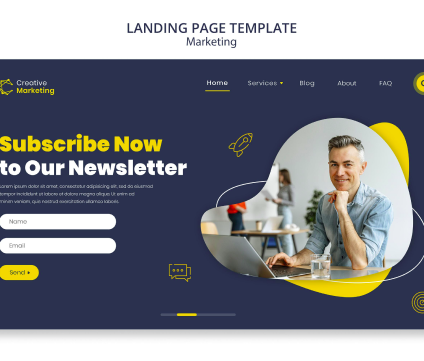 LANDING PAGE TEMPLATE
Marketing
Creative
Marketing
Home
Services
Blog
About
FAQ
Subscribe Now
to Our Newsletter
Lorem ipsum dolor sit amet, consectetur adipiscing elit, sed do eiusmod
tempor incididunt ut labore et dolore magna aliqua. Ut enim ad
minim veniam, quis nostrud exercitation ullamco laboris.
Name
Email
Send